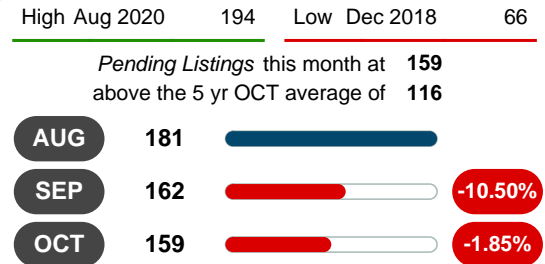 High Aug 2020 194 Low Dec 2018 66
Pending Listings this month at 159
above the 5 yr OCT average of 116
AUG 181
SEP 162 -10.50%
OCT 159 -1.85%